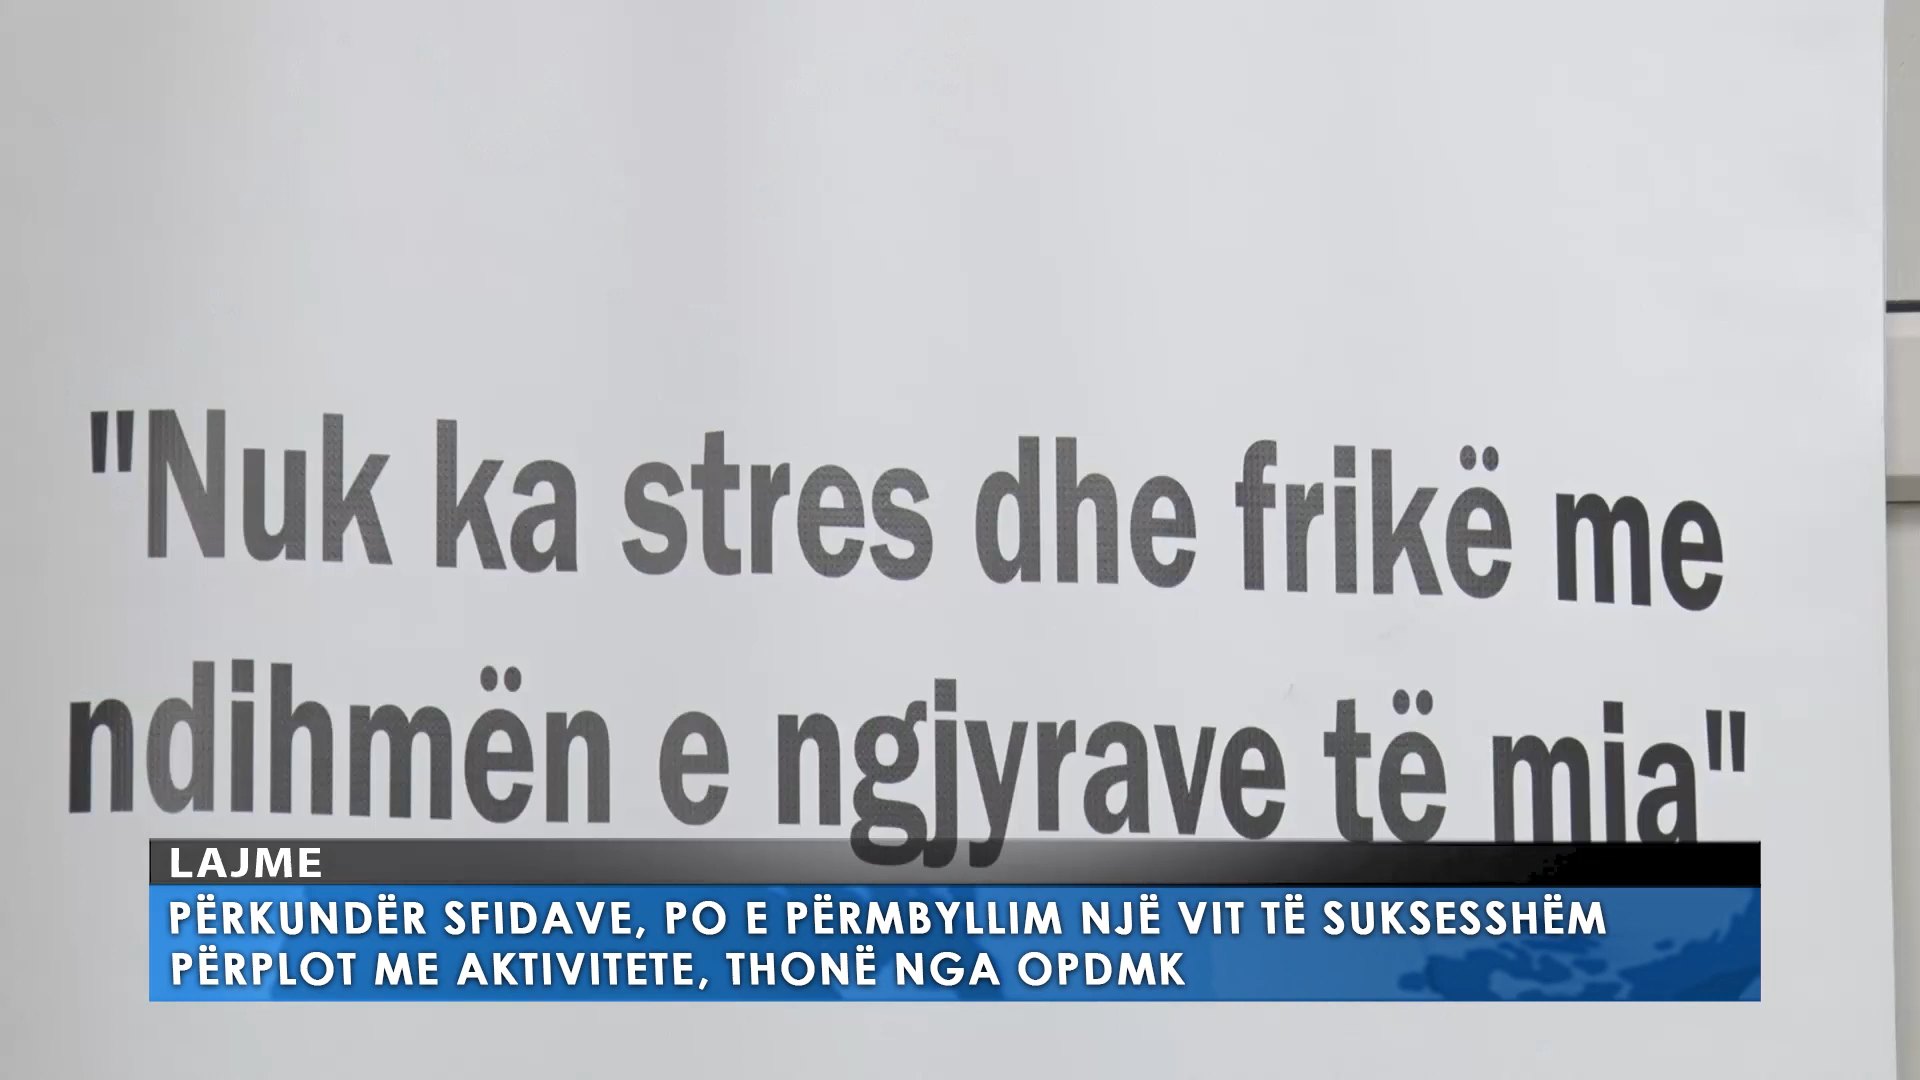 "Nuk ka stres dhe frikë me
ndihmën e ngjyrave të mia"
LAJME
PËRKUNDËR SFIDAVE, PO E PËRMBYLLIM NJË VIT TË SUKSESSHËM
PËRPLOT ME AKTIVITETE, THONË NGA OPDMK